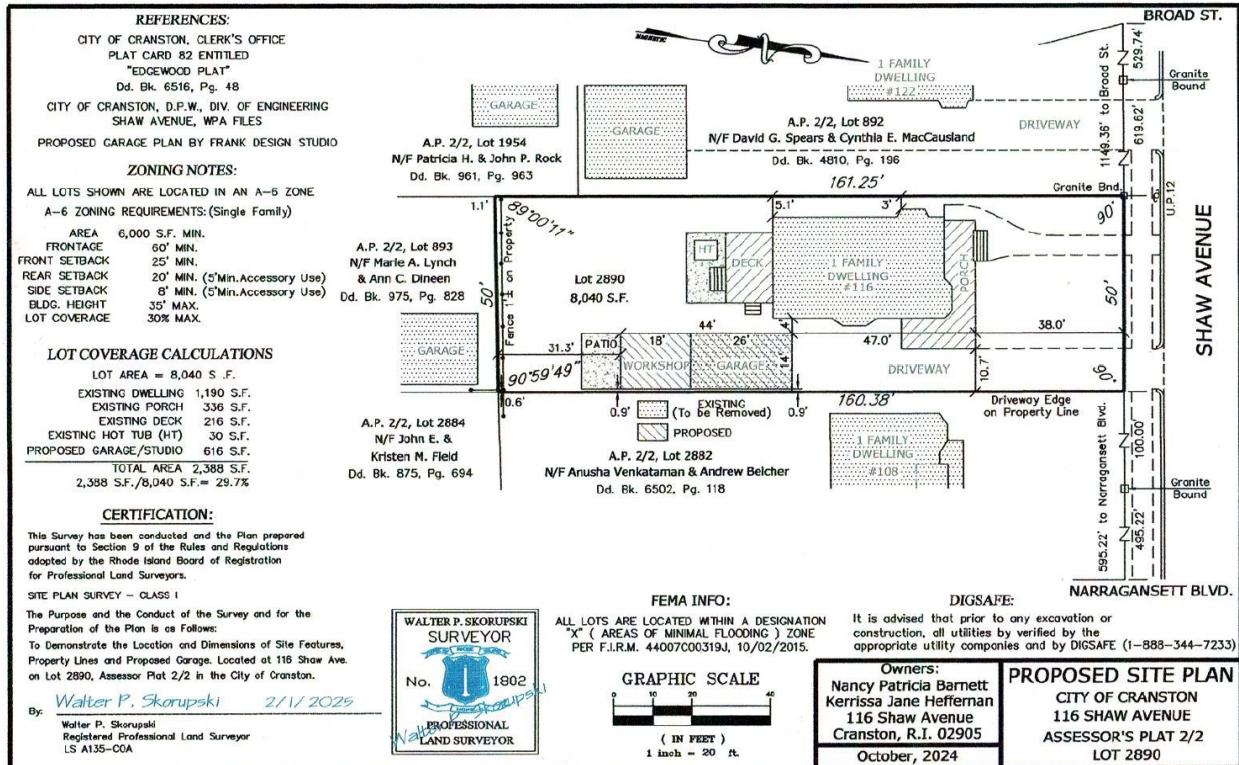 REFERENCES:
CITY OF CRANSTON, CLERK'S OFFICE
PLAT CARD 82 ENTITLED
"EDGEWOOD PLAT"
Dd. Bk. 6516, Pg. 48
CITY OF CRANSTON, D.P.W., DIV. OF ENGINEERING
SHAW AVENUE, WPA FILES
PROPOSED GARAGE PLAN BY FRANK DESIGN STUDIO
ZONING NOTES:
ALL LOTS SHOWN ARE LOCATED IN AN A-6 ZONE
A-6 ZONING REQUIREMENTS: (Single Family)
AREA 6,000 S.F. MIN.
FRONTAGE 60' MIN.
FRONT SETBACK 25' MIN.
REAR SETBACK 20' MIN. (5'Min.Accessory Use)
SIDE SETBACK 8' MIN. (5'Min.Accessory Use)
BLDG. HEIGHT 35' MAX.
LOT COVERAGE 30% MAX.
LOT COVERAGE CALCULATIONS
LOT AREA = 8,040 S .F.
EXISTING DWELLING 1,190 S.F.
EXISTING PORCH 336 S.F.
EXISTING DECK 216 S.F.
EXISTING HOT TUB (HT) 30 S.F.
PROPOSED GARAGE/STUDIO 616 S.F.
TOTAL AREA 2,388 S.F.
2,388 S.F./8,040 S.F.= 29.7%
CERTIFICATION:
This Survey has been conducted and the Plan prepared
pursuant to Section 9 of the Rules and Regulations
adopted by the Rhode Island Board of Registration
for Professional Land Surveyors.
SITE PLAN SURVEY - CLASS I
The Purpose and the Conduct of the Survey and for the
Preparation of the Plan is as Follows:
To Demonstrate the Location and Dimensions of Site Features,
Property Lines and Proposed Garage. Located at 116 Shaw Ave.
on Lot 2890, Assessor Plat 2/2 in the City of Cranston.
By: Walter P. Skorupski 2/1/2025
Walter P. Skorupski
Registered Professional Land Surveyor
LS A135-COA
MAGNETIC
BROAD ST.
529.74'
Granite
Bound
1149.36' to Broad St.
619.62'
1 FAMILY
DWELLING
#122
DRIVEWAY
GARAGE
GARAGE
A.P. 2/2, Lot 1954
N/F Patricia H. & John P. Rock
Dd. Bk. 961, Pg. 963
A.P. 2/2, Lot 892
N/F David G. Spears & Cynthia E. MacCausland
Dd. Bk. 4810, Pg. 196
161.25'
Granite Bnd.
U.P.12
1.1'
89°00'11"
5.1'
3'
90°
A.P. 2/2, Lot 893
N/F Marie A. Lynch
& Ann C. Dineen
Dd. Bk. 975, Pg. 828
50'
Fence 1'± on Property
Lot 2890
8,040 S.F.
HT
DECK
1 FAMILY
DWELLING
#116
PORCH
50'
SHAW AVENUE
44'
4'
38.0'
GARAGE
31.3'
PATIO
18'
26'
14'
47.0'
WORKSHOP
GARAGE
DRIVEWAY
10.7'
90°59'49"
90°
0.6'
0.9'
0.9'
160.38'
Driveway Edge
on Property Line
EXISTING
(To be Removed)
PROPOSED
A.P. 2/2, Lot 2884
N/F John E. &
Kristen M. Field
Dd. Bk. 875, Pg. 694
A.P. 2/2, Lot 2882
N/F Anusha Venkataman & Andrew Belcher
Dd. Bk. 6502, Pg. 118
1 FAMILY
DWELLING
#108
595.22' to Narragansett Blvd.
100.00'
495.22'
Granite
Bound
NARRAGANSETT BLVD.
WALTER P. SKORUPSKI
SURVEYOR
No. 1802
PROFESSIONAL
LAND SURVEYOR
Walter P. Skorupski
FEMA INFO:
ALL LOTS ARE LOCATED WITHIN A DESIGNATION
"X" ( AREAS OF MINIMAL FLOODING ) ZONE
PER F.I.R.M. 44007C00319J, 10/02/2015.
GRAPHIC SCALE
0 10 20 40
( IN FEET )
1 inch = 20 ft.
DIGSAFE:
It is advised that prior to any excavation or
construction, all utilities by verified by the
appropriate utility companies and by DIGSAFE (1-888-344-7233)
Owners:
Nancy Patricia Barnett
Kerrissa Jane Heffernan
116 Shaw Avenue
Cranston, R.I. 02905
October, 2024
PROPOSED SITE PLAN
CITY OF CRANSTON
116 SHAW AVENUE
ASSESSOR'S PLAT 2/2
LOT 2890